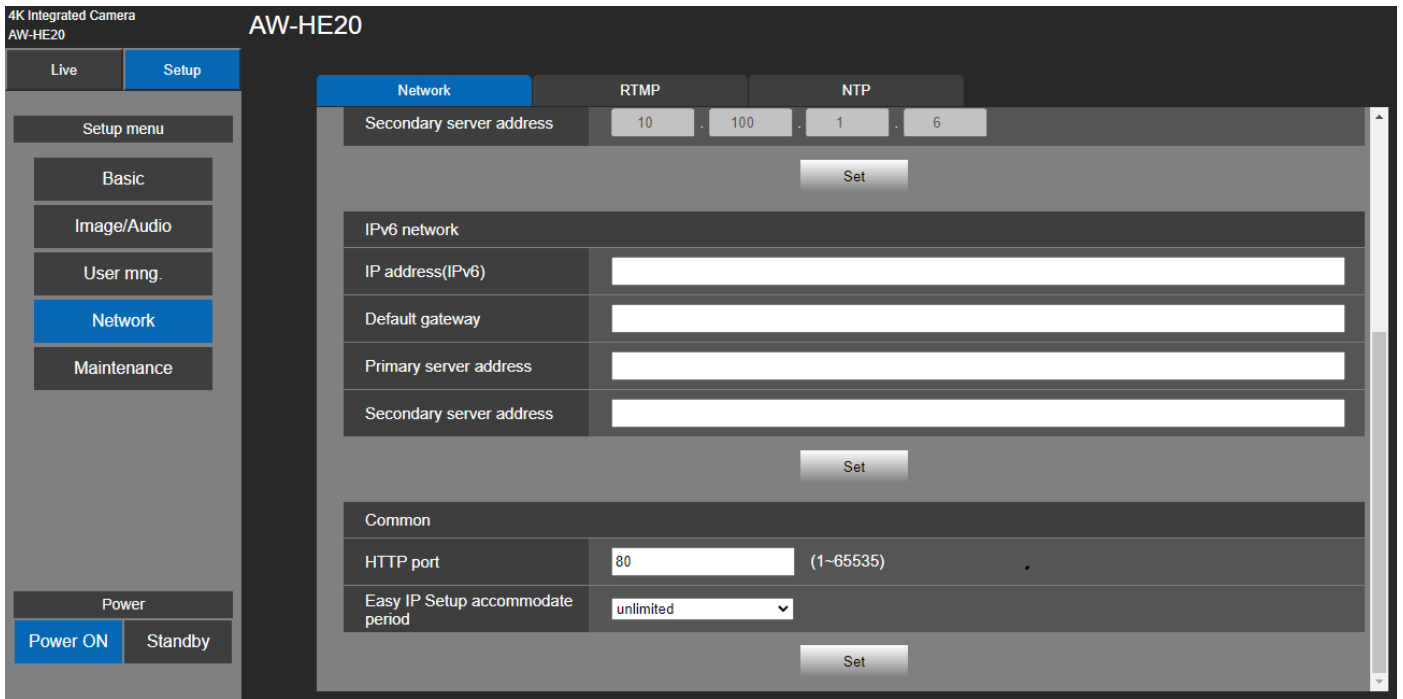 4K Integrated Camera
AW-HE20
AW-HE20
Live Setup
Network RTMP NTP
Setup menu
Basic
Image/Audio
User mng.
Network
Maintenance
Power
Power ON Standby
Secondary server address 10 . 100 . 1 . 6
Set
IPv6 network
IP address(IPv6)
Default gateway
Primary server address
Secondary server address
Set
Common
HTTP port 80 (1~65535)
Easy IP Setup accommodate
period
unlimited
Set